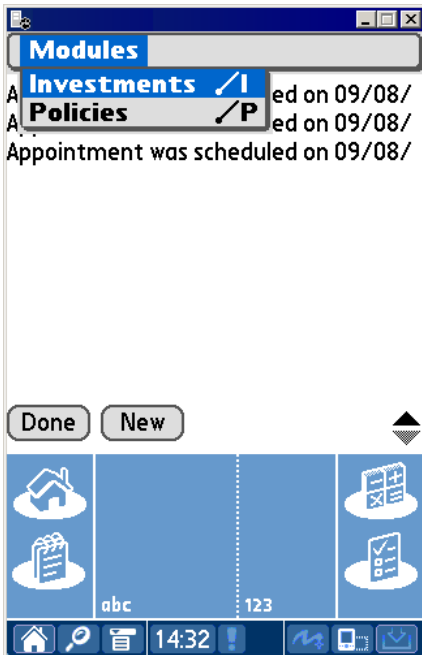 Modules
Investments ⁄I
A ed on 09/08/
Policies ⁄P
A ed on 09/08/
Appointment was scheduled on 09/08/
Done New
abc 123
14:32